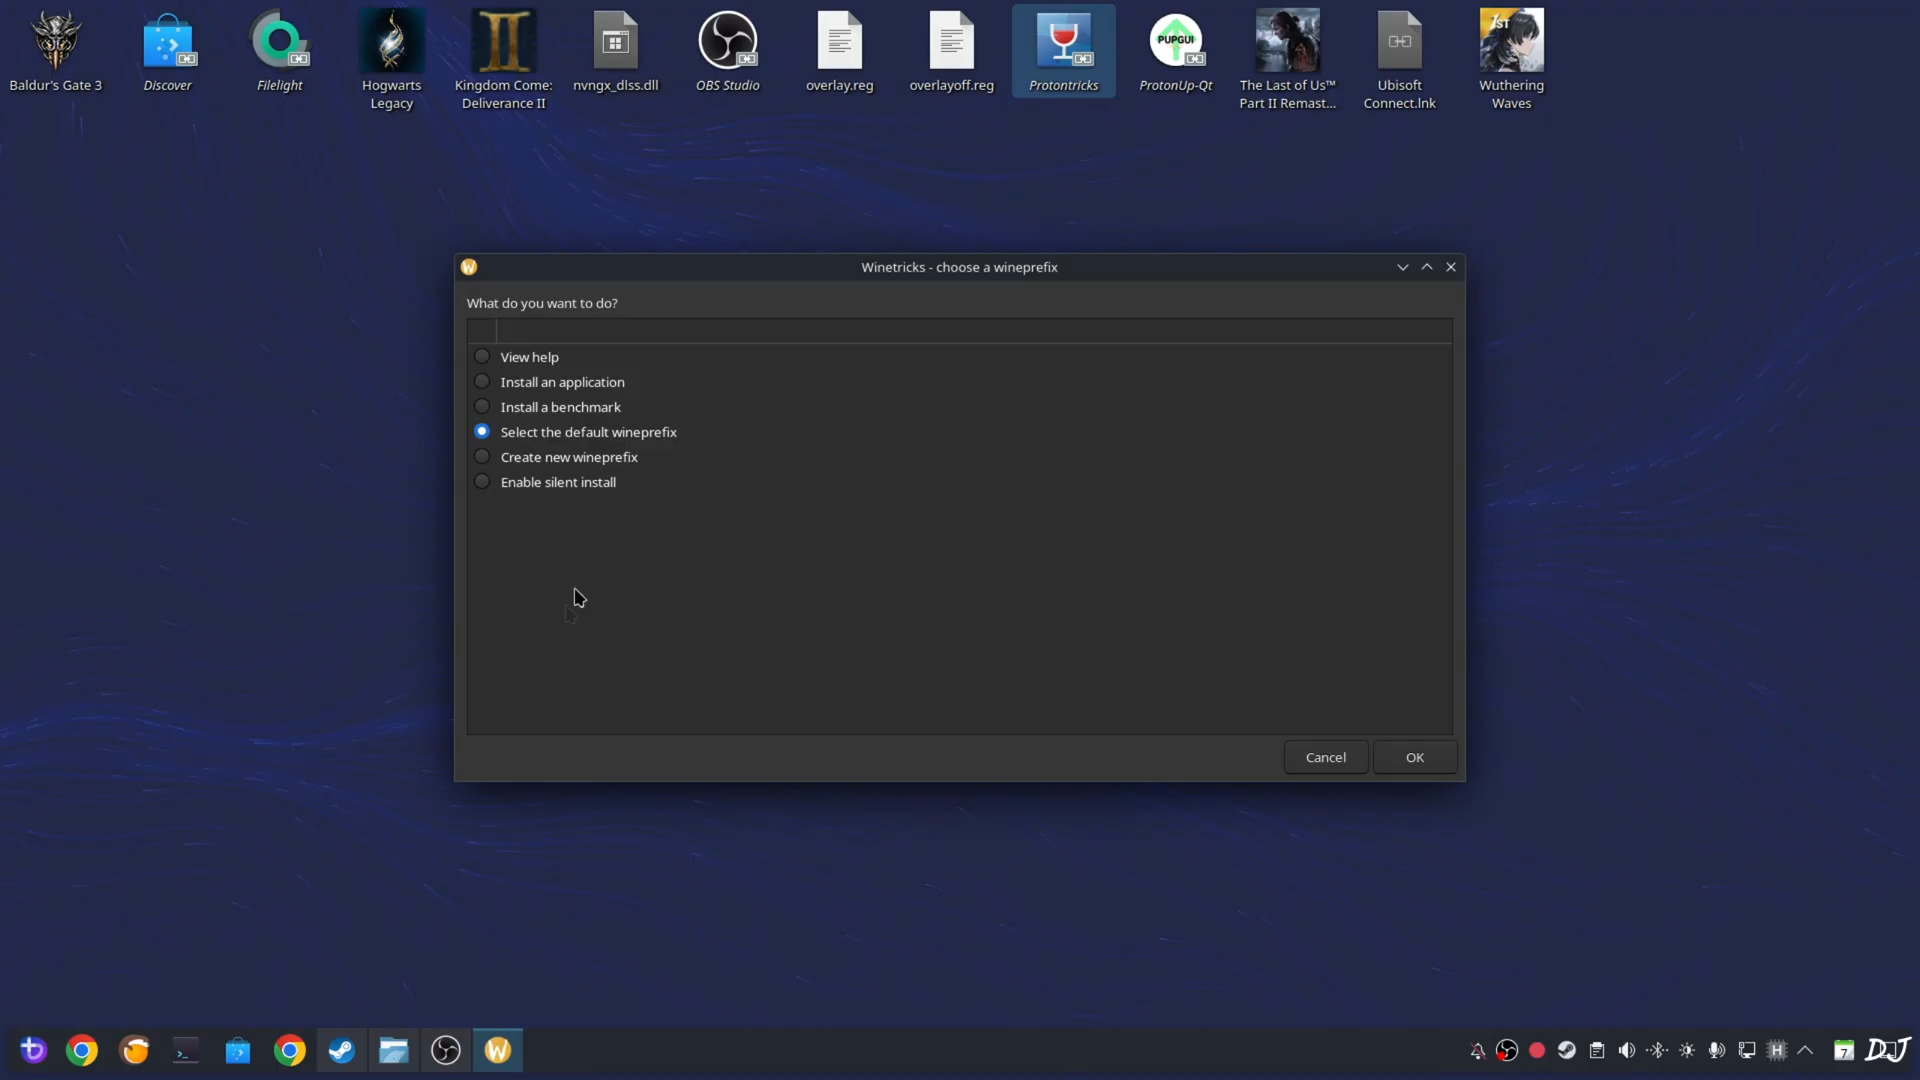 Baldur's Gate 3
Discover
Filelight
Hogwarts
Legacy
Kingdom Come:
Deliverance II
nvngx_dlss.dll
OBS Studio
overlay.reg
overlayoff.reg
Protontricks
PUPGUI
ProtonUp-Qt
The Last of Us™
Part II Remast...
Ubisoft
Connect.lnk
1ST
Wuthering
Waves
Winetricks - choose a wineprefix
What do you want to do?
View help
Install an application
Install a benchmark
Select the default wineprefix
Create new wineprefix
Enable silent install
Cancel
OK
H
7
DJ